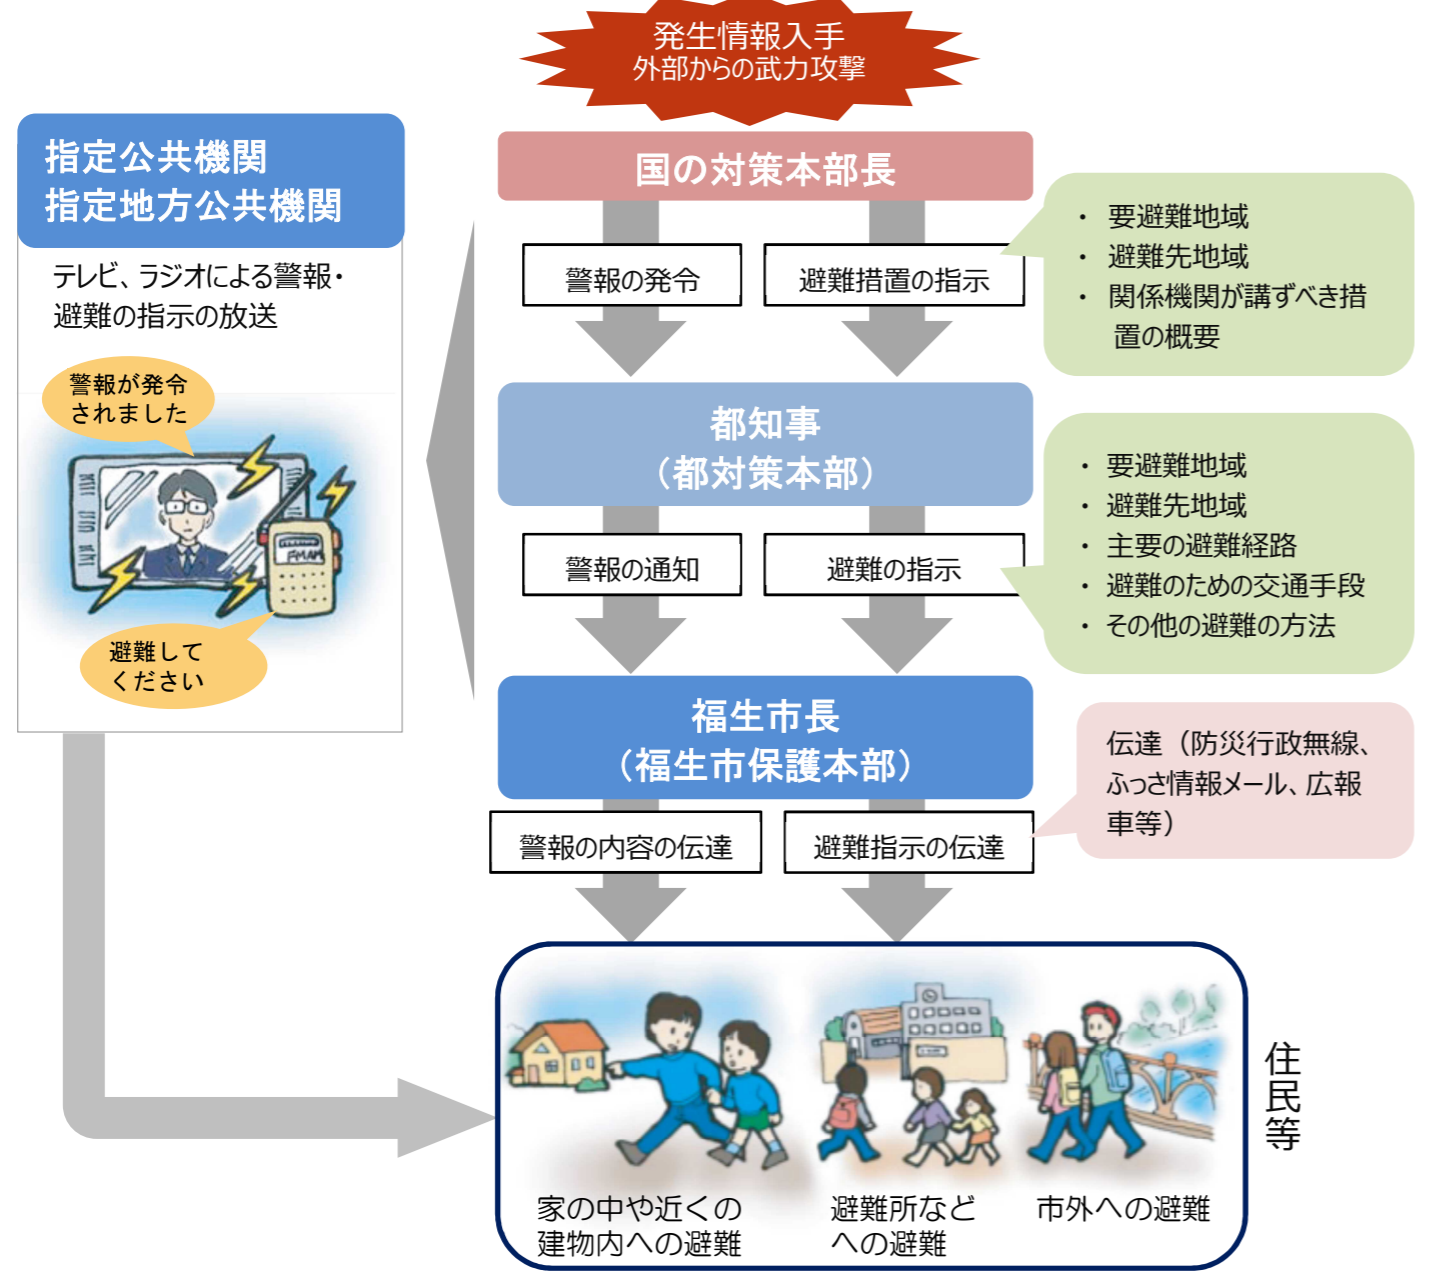 発生情報入手
外部からの武力攻撃
指定公共機関
指定地方公共機関
テレビ、ラジオによる警報・
避難の指示の放送
警報が発令
されました
FMAM
避難して
ください
国の対策本部長
警報の発令
避難措置の指示
・ 要避難地域
・ 避難先地域
・ 関係機関が講ずべき措
置の概要
都知事
（都対策本部）
警報の通知
避難の指示
・ 要避難地域
・ 避難先地域
・ 主要の避難経路
・ 避難のための交通手段
・ その他の避難の方法
福生市長
（福生市保護本部）
警報の内容の伝達
避難指示の伝達
伝達（防災行政無線、
ふっさ情報メール、広報
車等）
家の中や近くの
建物内への避難
避難所など
への避難
市外への避難
住民等